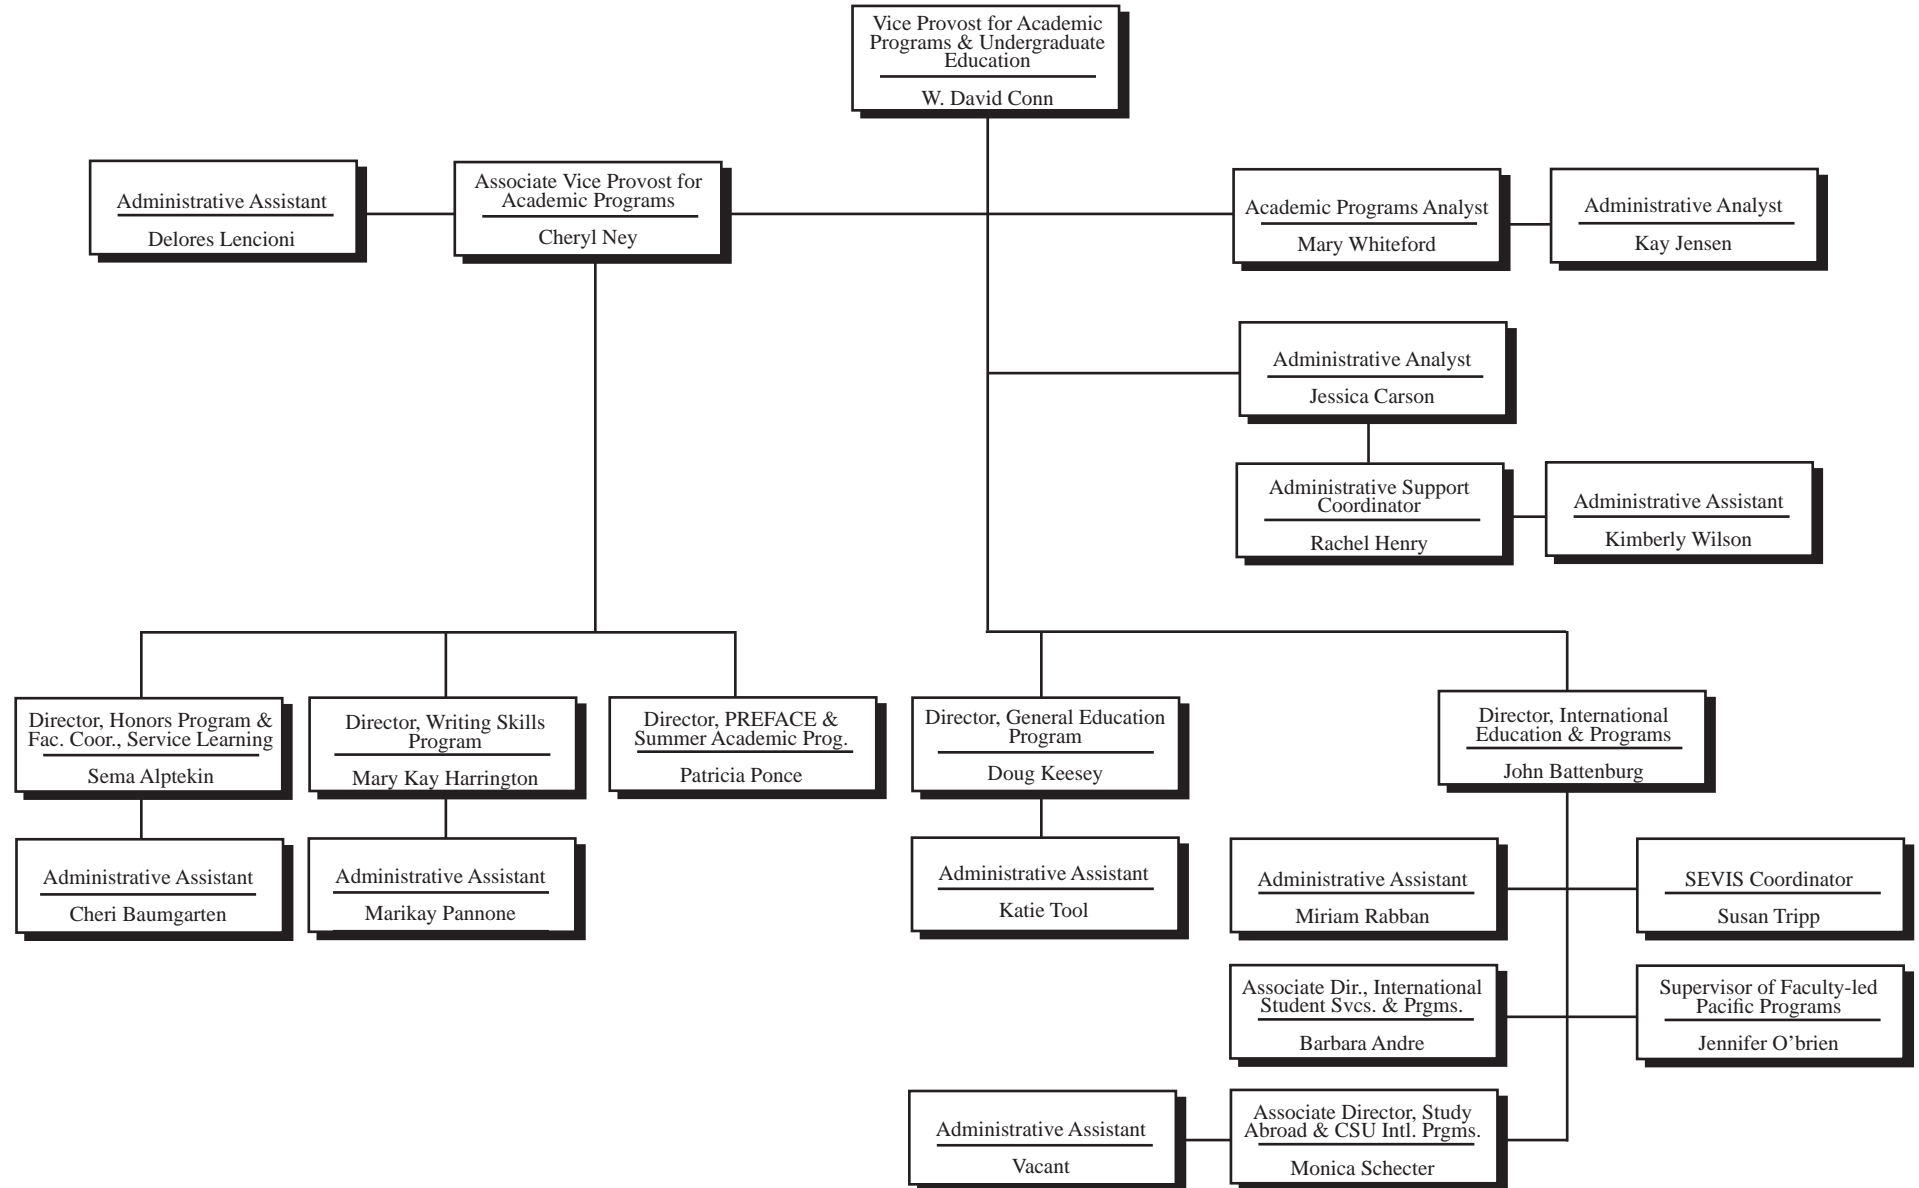 Vice Provost for Academic
Programs & Undergraduate
Education
W. David Conn
Administrative Assistant
Delores Lencioni
Associate Vice Provost for
Academic Programs
Cheryl Ney
Academic Programs Analyst
Mary Whiteford
Administrative Analyst
Kay Jensen
Administrative Analyst
Jessica Carson
Administrative Support
Coordinator
Rachel Henry
Administrative Assistant
Kimberly Wilson
Director, Honors Program &
Fac. Coor., Service Learning
Sema Alptekin
Director, Writing Skills
Program
Mary Kay Harrington
Director, PREFACE &
Summer Academic Prog.
Patricia Ponce
Director, General Education
Program
Doug Keesey
Director, International
Education & Programs
John Battenburg
Administrative Assistant
Cheri Baumgarten
Administrative Assistant
Marikay Pannone
Administrative Assistant
Katie Tool
Administrative Assistant
Miriam Rabban
SEVIS Coordinator
Susan Tripp
Associate Dir., International
Student Svcs. & Prgms.
Barbara Andre
Supervisor of Faculty-led
Pacific Programs
Jennifer O’brien
Administrative Assistant
Vacant
Associate Director, Study
Abroad & CSU Intl. Prgms.
Monica Schecter